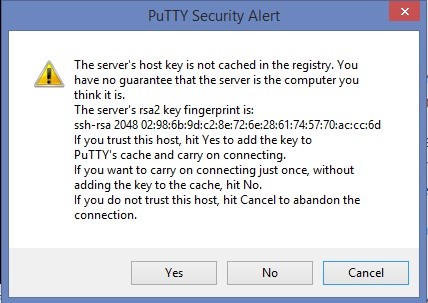 PuTTY Security Alert
The server's host key is not cached in the registry. You
have no guarantee that the server is the computer you
think it is.
The server's rsa2 key fingerprint is:
ssh-rsa 2048 02:98:6b:9d:c2:8e:72:6e:28:61:74:57:70:ac:cc:6d
If you trust this host, hit Yes to add the key to
PuTTY's cache and carry on connecting.
If you want to carry on connecting just once, without
adding the key to the cache, hit No.
If you do not trust this host, hit Cancel to abandon the
connection.
Yes
No
Cancel